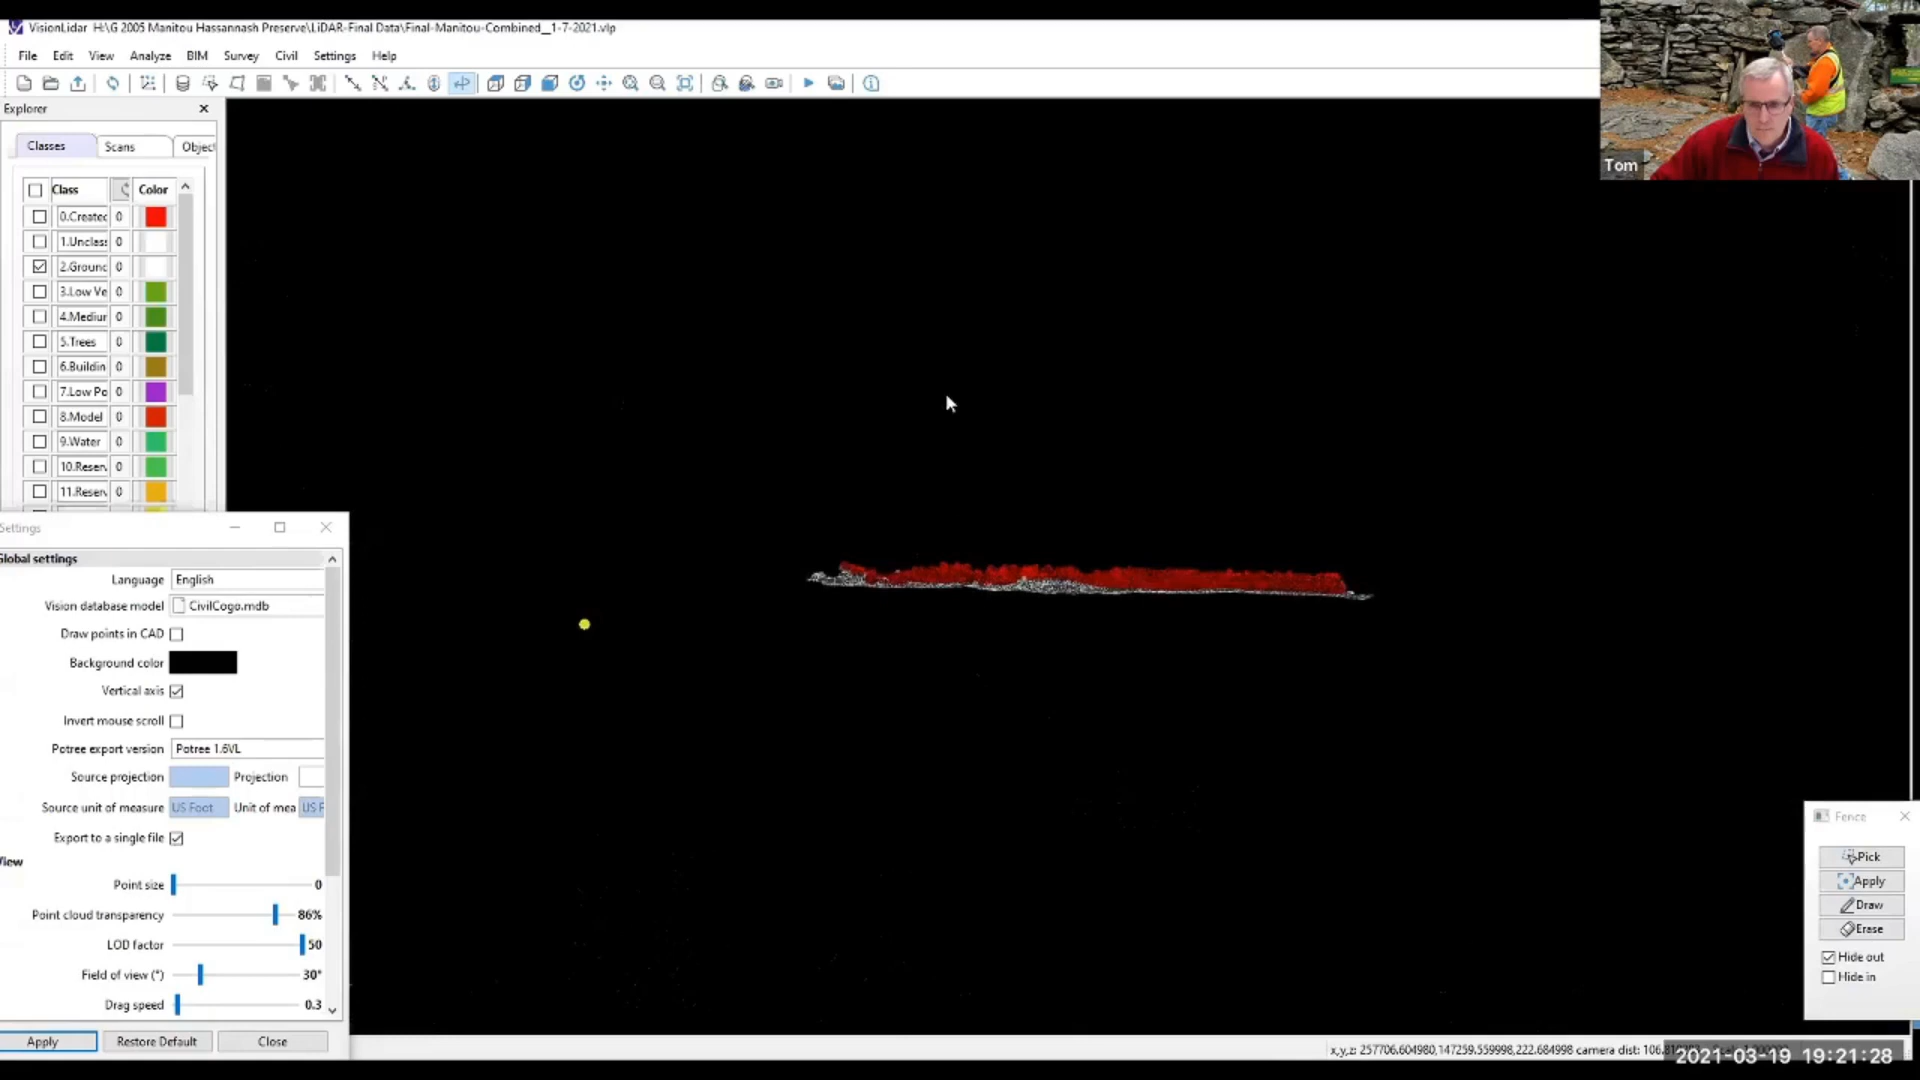 VisionLidar H:\G 2005 Manitou Hassannash Preserve\LiDAR-Final Data\Final-Manitou-Combined__1-7-2021.vlp
File Edit View Analyze BIM Survey Civil Settings Help
Explorer
Classes Scans Object
Class Color
0.Created 0
1.Unclass 0
2.Ground 0
3.Low Ve 0
4.Medium 0
5.Trees 0
6.Buildin 0
7.Low Po 0
8.Model 0
9.Water 0
10.Reserv 0
11.Reserv 0
Settings
Global settings
Language English
Vision database model CivilCogo.mdb
Draw points in CAD
Background color
Vertical axis
Invert mouse scroll
Potree export version Potree 1.6VL
Source projection Projection
Source unit of measure US Foot Unit of mea US F
Export to a single file
View
Point size 0
Point cloud transparency 86%
LOD factor 50
Field of view (°) 30°
Drag speed 0.3
Apply Restore Default Close
Tom
Fence
Pick
Apply
Draw
Erase
Hide out
Hide in
x,y,z: 257706.604980,147259.559998,222.684998 camera dist:
2021-03-19 19:21:28